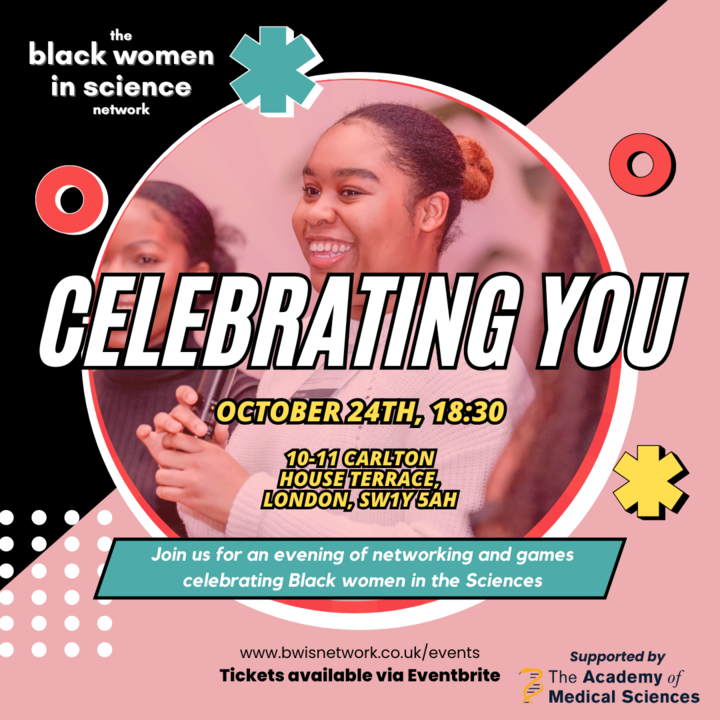 the
black women
in science
network
CELEBRATING YOU
OCTOBER 24TH, 18:30
10-11 CARLTON
HOUSE TERRACE,
LONDON, SW1Y 5AH
Join us for an evening of networking and games
celebrating Black women in the Sciences
www.bwisnetwork.co.uk/events
Tickets available via Eventbrite
Supported by
The Academy of
Medical Sciences